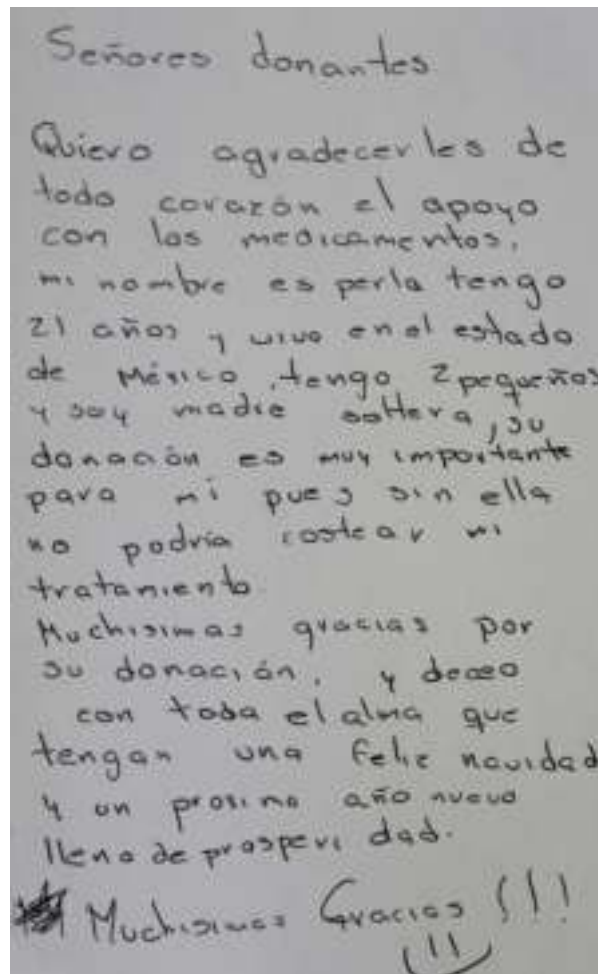 Señores donantes
Quiero agradecerles de
todo corazón el apoyo
con los medicamentos,
mi nombre es perla tengo
21 años y vivo en el estado
de México, tengo 2 pequeños
y soy madre soltera, su
donación es muy importante
para mi pues sin ella
no podría costear mi
tratamiento.
Muchisimas gracias por
su donación, y deseo
con toda el alma que
tengan una feliz navidad
y un prosimo año nuevo
lleno de prosperidad.
Muchisimas Gracias !!!